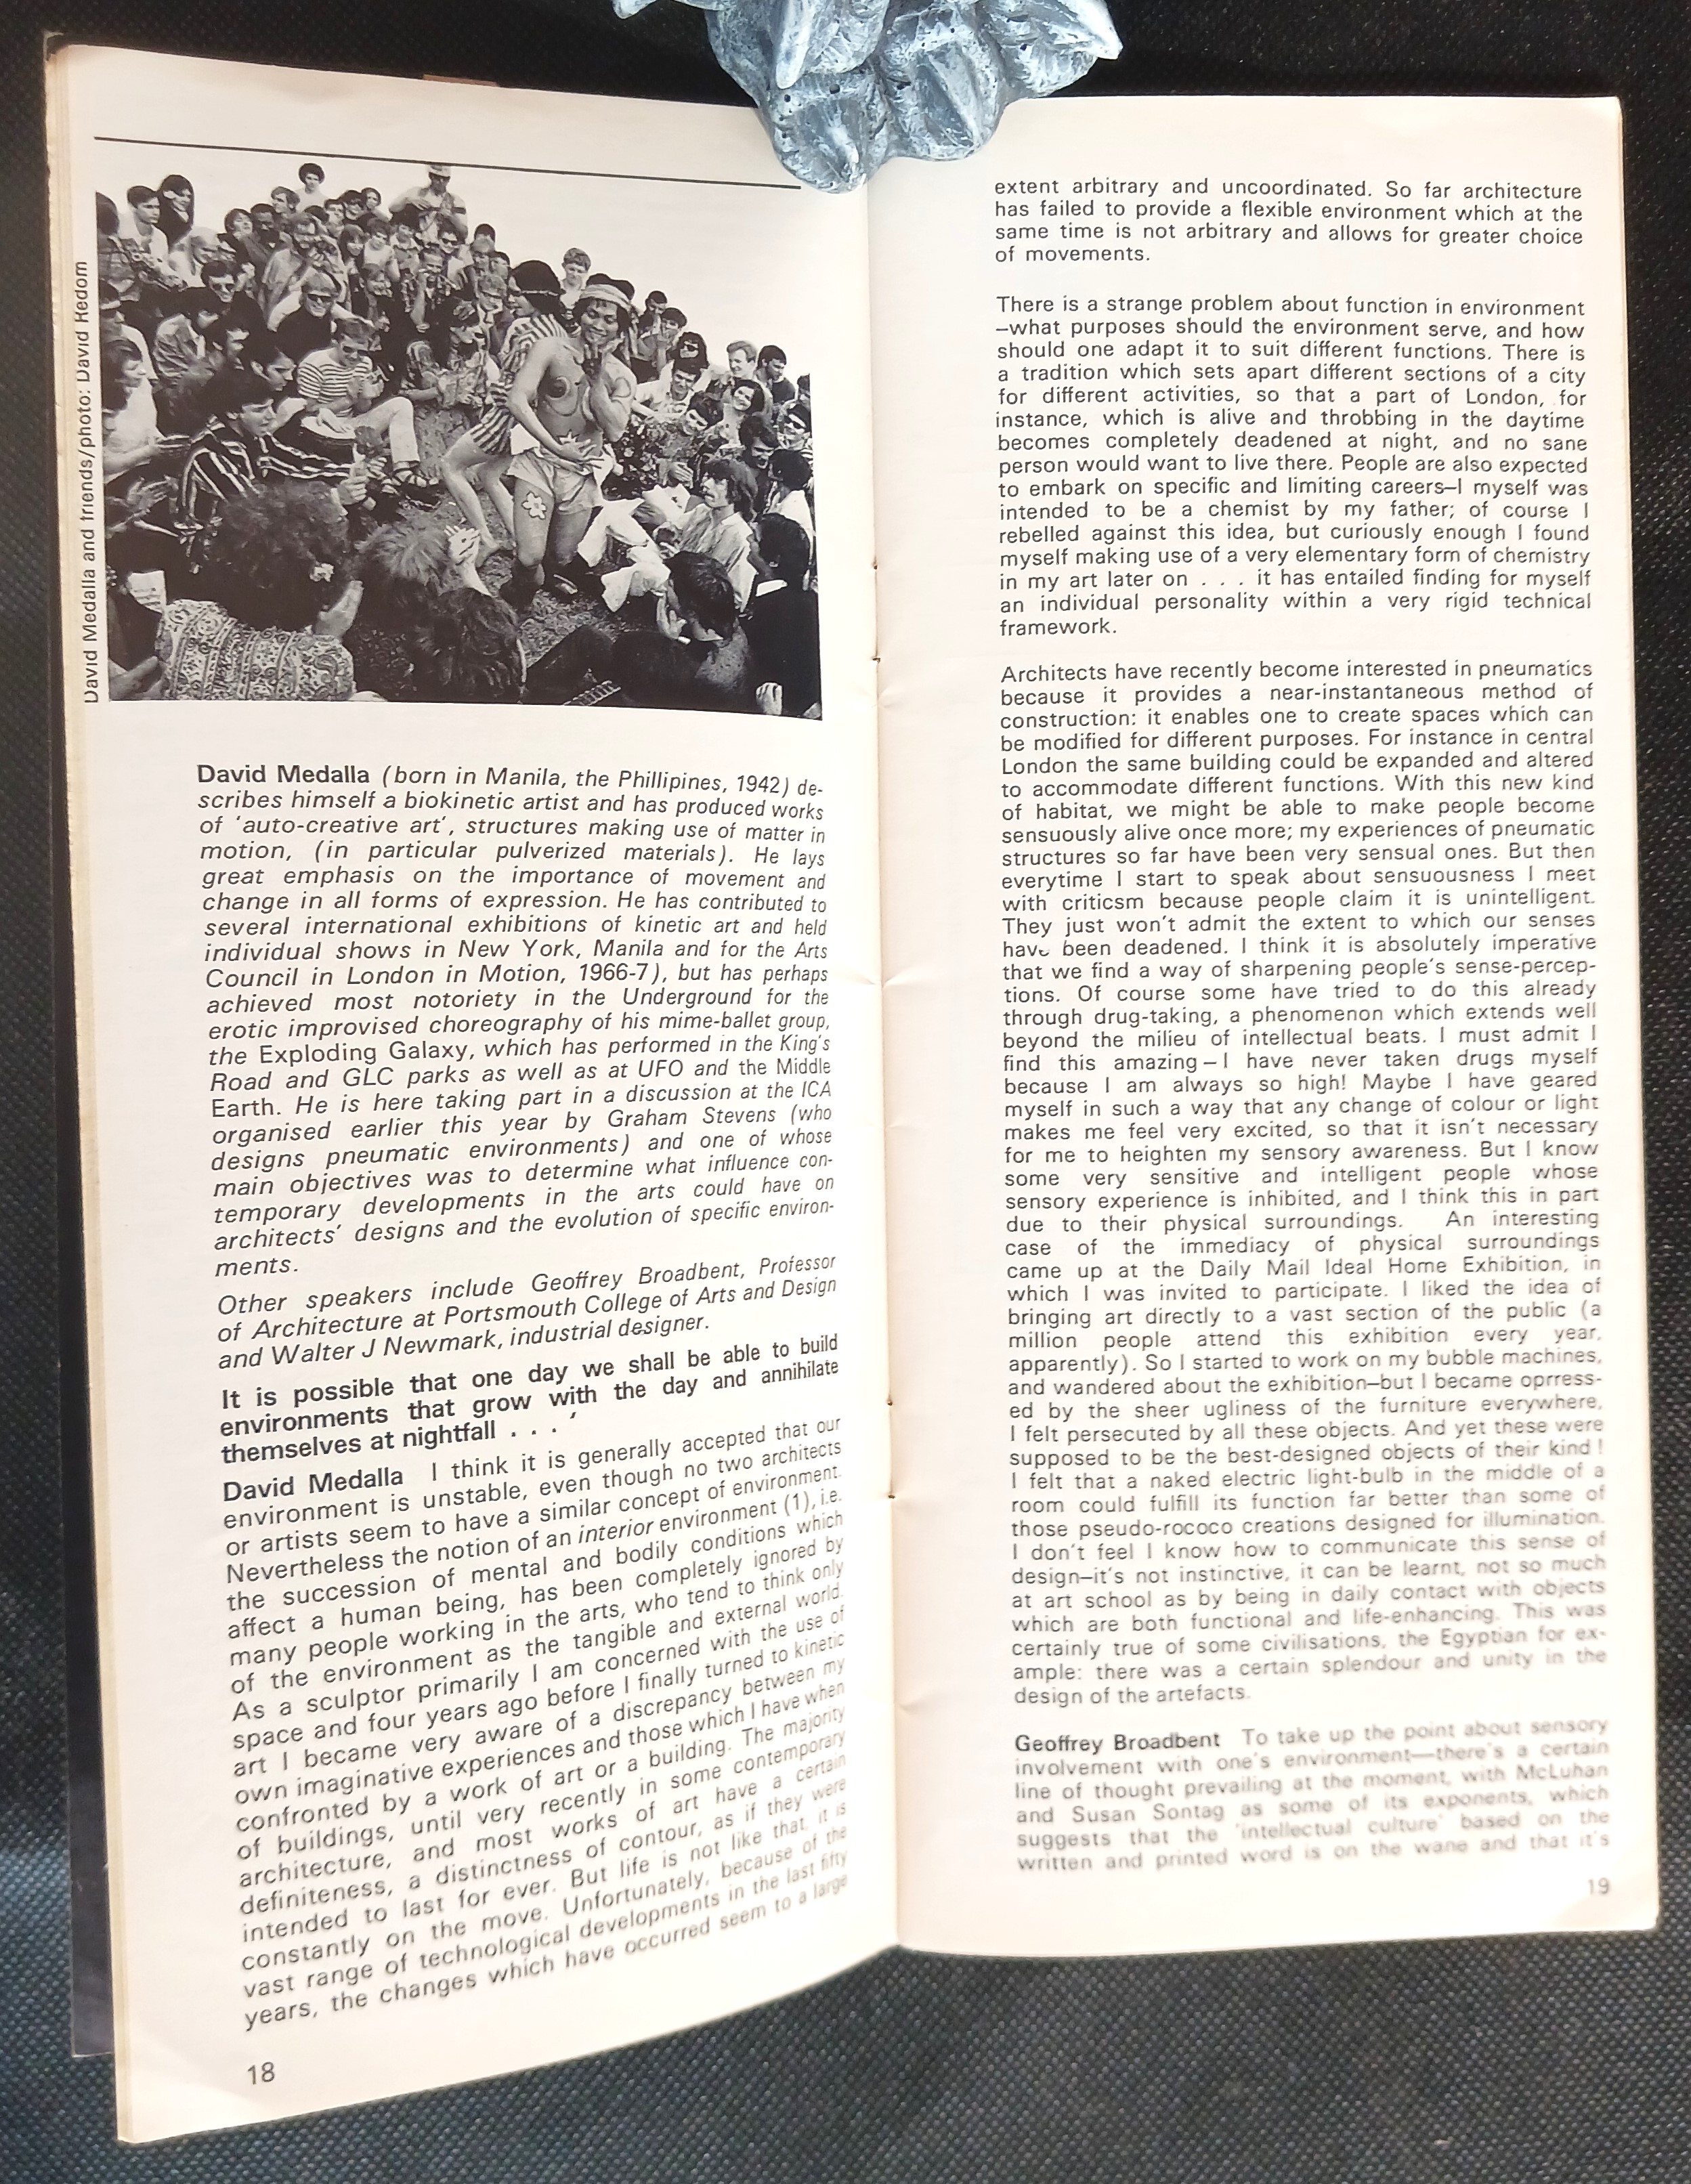 David Medalla and friends/photo: David Redom
David Medalla (born in Manila, the Phillipines, 1942) de-
scribes himself a biokinetic artist and has produced works
of 'auto-creative art', structures making use of matter in
motion, (in particular pulverized materials). He lays
great emphasis on the importance of movement and
change in all forms of expression. He has contributed to
several international exhibitions of kinetic art and held
individual shows in New York, Manila and for the Arts
Council in London in Motion, 1966-7), but has perhaps
achieved most notoriety in the Underground for the
erotic improvised choreography of his mime-ballet group,
the Exploding Galaxy, which has performed in the King's
Road and GLC parks as well as at UFO and the Middle
Earth. He is here taking part in a discussion at the ICA
organised earlier this year by Graham Stevens (who
designs pneumatic environments) and one of whose
main objectives was to determine what influence con-
temporary developments in the arts could have on
architects' designs and the evolution of specific environ-
ments.
Other speakers include Geoffrey Broadbent, Professor
of Architecture at Portsmouth College of Arts and Design
and Walter J Newmark, industrial designer.
It is possible that one day we shall be able to build
environments that grow with the day and annihilate
themselves at nightfall . . . '
David Medalla I think it is generally accepted that our
environment is unstable, even though no two architects
or artists seem to have a similar concept of environment.
Nevertheless the notion of an interior environment (1), i.e.
the succession of mental and bodily conditions which
affect a human being, has been completely ignored by
many people working in the arts, who tend to think only
of the environment as the tangible and external world.
As a sculptor primarily I am concerned with the use of
space and four years ago before I finally turned to kinetic
art I became very aware of a discrepancy between my
own imaginative experiences and those which I have when
confronted by a work of art or a building. The majority
of buildings, until very recently in some contemporary
architecture, and most works of art have a certain
definiteness, a distinctness of contour, as if they were
intended to last for ever. But life is not like that, it is
constantly on the move. Unfortunately, because of the
vast range of technological developments in the last fifty
years, the changes which have occurred seem to a large
18
extent arbitrary and uncoordinated. So far architecture
has failed to provide a flexible environment which at the
same time is not arbitrary and allows for greater choice
of movements.
There is a strange problem about function in environment
–what purposes should the environment serve, and how
should one adapt it to suit different functions. There is
a tradition which sets apart different sections of a city
for different activities, so that a part of London, for
instance, which is alive and throbbing in the daytime
becomes completely deadened at night, and no sane
person would want to live there. People are also expected
to embark on specific and limiting careers–I myself was
intended to be a chemist by my father; of course I
rebelled against this idea, but curiously enough I found
myself making use of a very elementary form of chemistry
in my art later on . . . it has entailed finding for myself
an individual personality within a very rigid technical
framework.
Architects have recently become interested in pneumatics
because it provides a near-instantaneous method of
construction: it enables one to create spaces which can
be modified for different purposes. For instance in central
London the same building could be expanded and altered
to accommodate different functions. With this new kind
of habitat, we might be able to make people become
sensuously alive once more; my experiences of pneumatic
structures so far have been very sensual ones. But then
everytime I start to speak about sensuousness I meet
with criticsm because people claim it is unintelligent.
They just won't admit the extent to which our senses
have been deadened. I think it is absolutely imperative
that we find a way of sharpening people's sense-percep-
tions. Of course some have tried to do this already
through drug-taking, a phenomenon which extends well
beyond the milieu of intellectual beats. I must admit I
find this amazing – I have never taken drugs myself
because I am always so high! Maybe I have geared
myself in such a way that any change of colour or light
makes me feel very excited, so that it isn't necessary
for me to heighten my sensory awareness. But I know
some very sensitive and intelligent people whose
sensory experience is inhibited, and I think this in part
due to their physical surroundings. An interesting
case of the immediacy of physical surroundings
came up at the Daily Mail Ideal Home Exhibition, in
which I was invited to participate. I liked the idea of
bringing art directly to a vast section of the public (a
million people attend this exhibition every year,
apparently). So I started to work on my bubble machines,
and wandered about the exhibition–but I became oprress-
ed by the sheer ugliness of the furniture everywhere,
I felt persecuted by all these objects. And yet these were
supposed to be the best-designed objects of their kind!
I felt that a naked electric light-bulb in the middle of a
room could fulfill its function far better than some of
those pseudo-rococo creations designed for illumination.
I don't feel I know how to communicate this sense of
design–it's not instinctive, it can be learnt, not so much
at art school as by being in daily contact with objects
which are both functional and life-enhancing. This was
certainly true of some civilisations, the Egyptian for ex-
ample: there was a certain splendour and unity in the
design of the artefacts.
Geoffrey Broadbent To take up the point about sensory
involvement with one's environment—there's a certain
line of thought prevailing at the moment, with McLuhan
and Susan Sontag as some of its exponents, which
suggests that the 'intellectual culture' based on the
written and printed word is on the wane and that it's
19